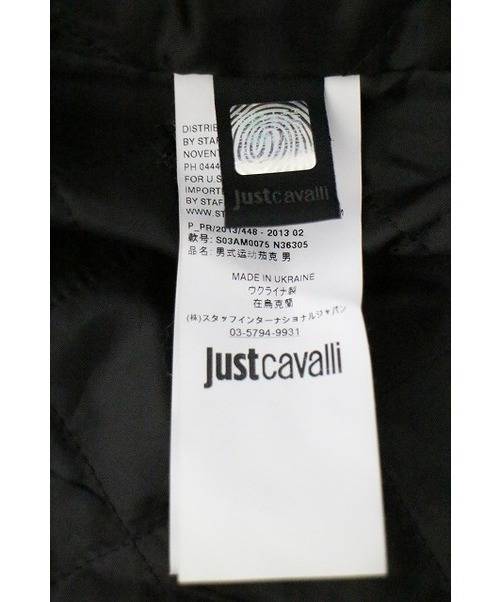 DISTRIB
BY STAF
NOVENT
PH 0444
FOR U.S
IMPORTE
BY STAF
WWW.ST
justcavalli
P_PR/2013/448 - 2013 02
款号: S03AM0075 N36305
品名: 男式运动茄克 男
MADE IN UKRAINE
ウクライナ製
在烏克蘭
(株)スタッフインターナショナルジャパン
03-5794-9931
justcavalli